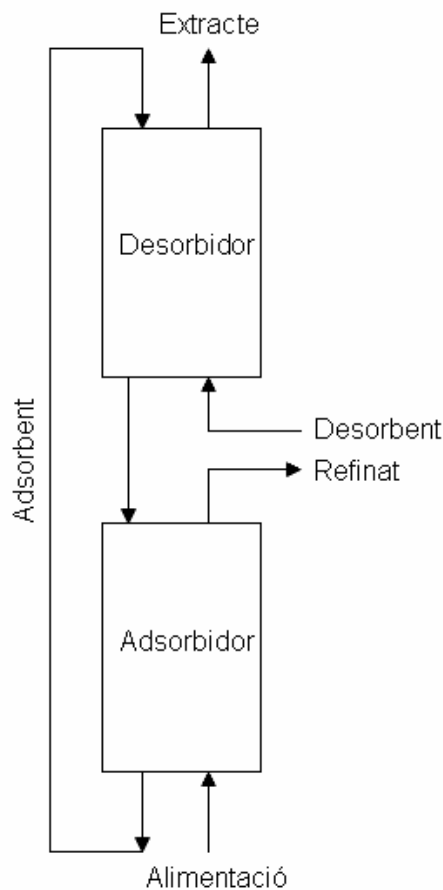 Extracte
Desorbidor
Adsorbent
Desorbent
Refinat
Adsorbidor
Alimentació